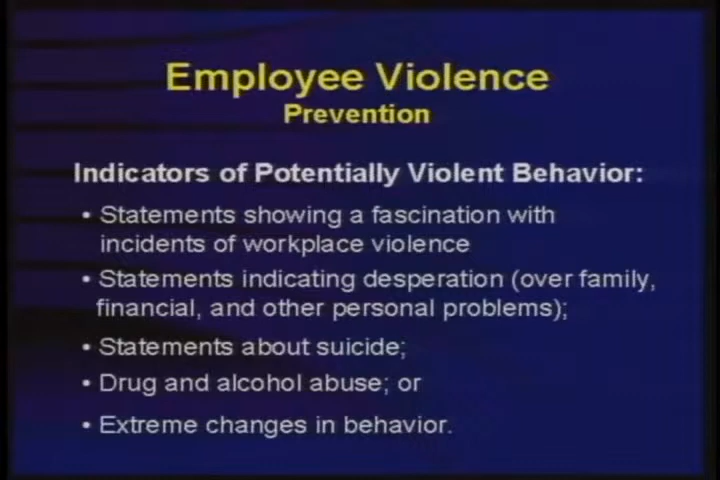 Employee Violence
Prevention
Indicators of Potentially Violent Behavior:
• Statements showing a fascination with
incidents of workplace violence
• Statements indicating desperation (over family,
financial, and other personal problems);
• Statements about suicide;
• Drug and alcohol abuse; or
• Extreme changes in behavior.